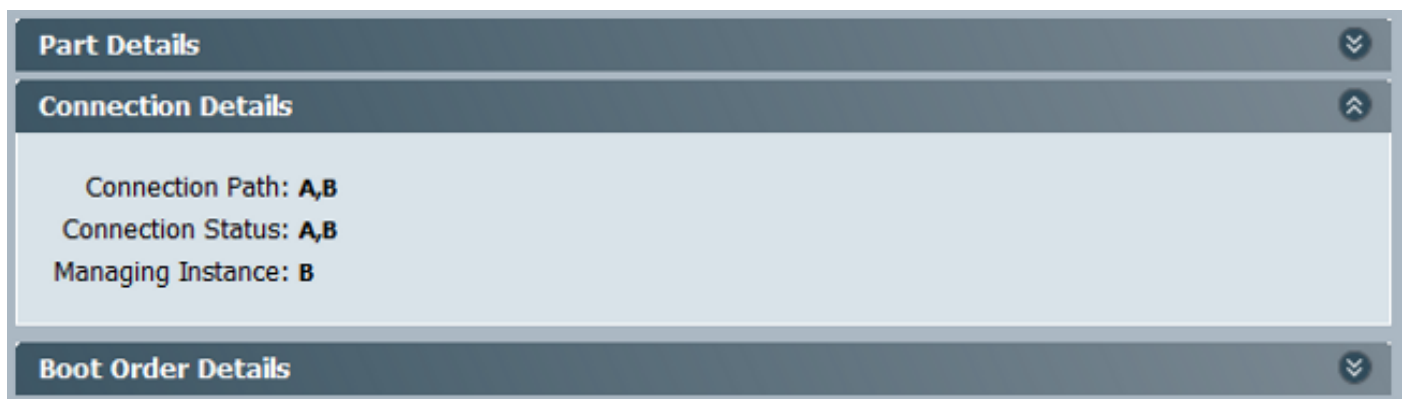 Part Details
Connection Details
Connection Path: A,B
Connection Status: A,B
Managing Instance: B
Boot Order Details